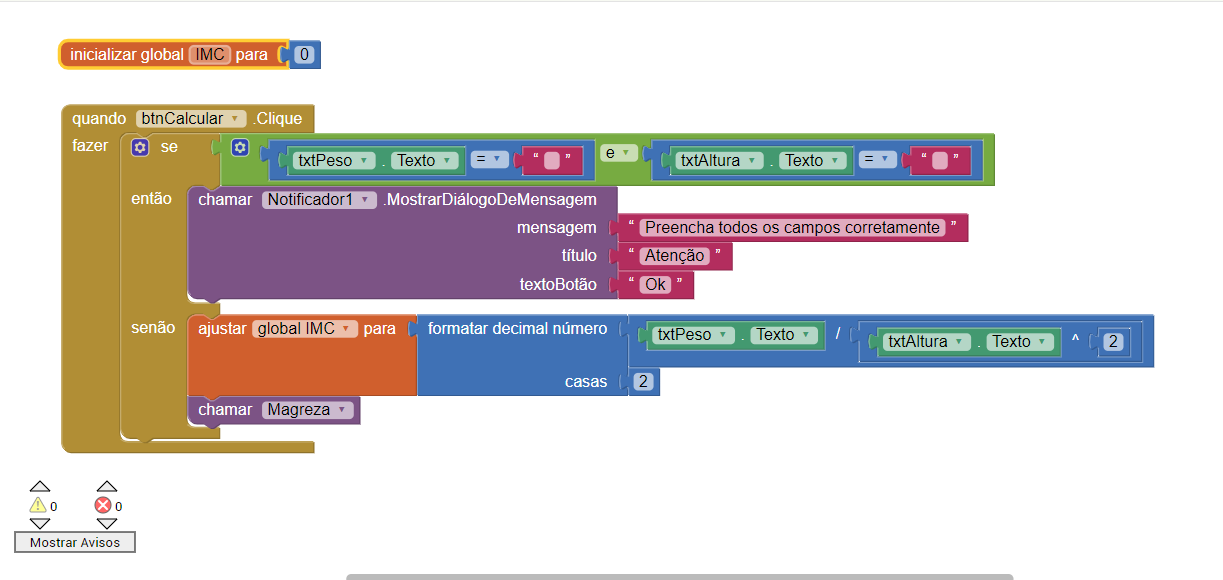 inicializar global IMC para 0
quando btnCalcular .Clique
fazer se txtPeso . Texto = “ ” e txtAltura . Texto = “ ”
então chamar Notificador1 .MostrarDiálogoDeMensagem
mensagem “ Preencha todos os campos corretamente ”
título “ Atenção ”
textoBotão “ Ok ”
senão ajustar global IMC para formatar decimal número txtPeso . Texto / txtAltura . Texto ^ 2
casas 2
chamar Magreza
0 0
Mostrar Avisos